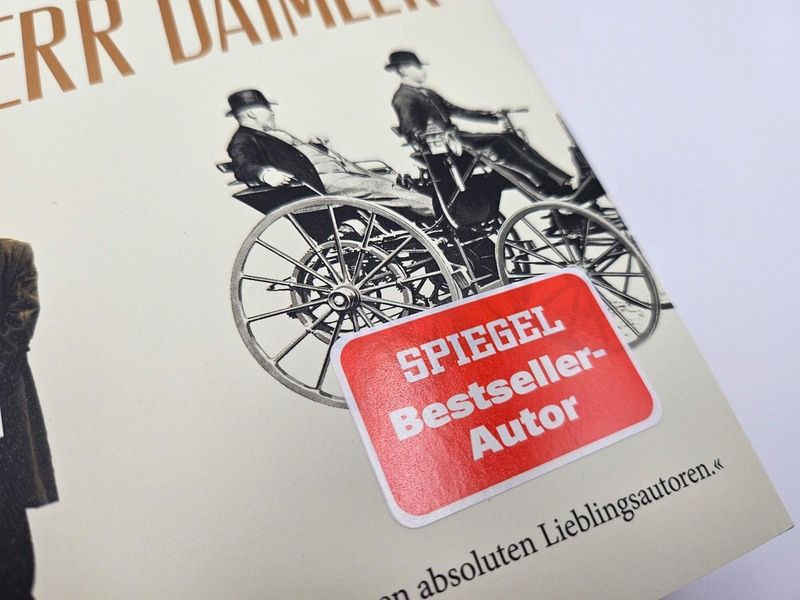 ERR DAIMLER
SPIEGEL
Bestseller-
Autor
en absoluten Lieblingsautoren.«